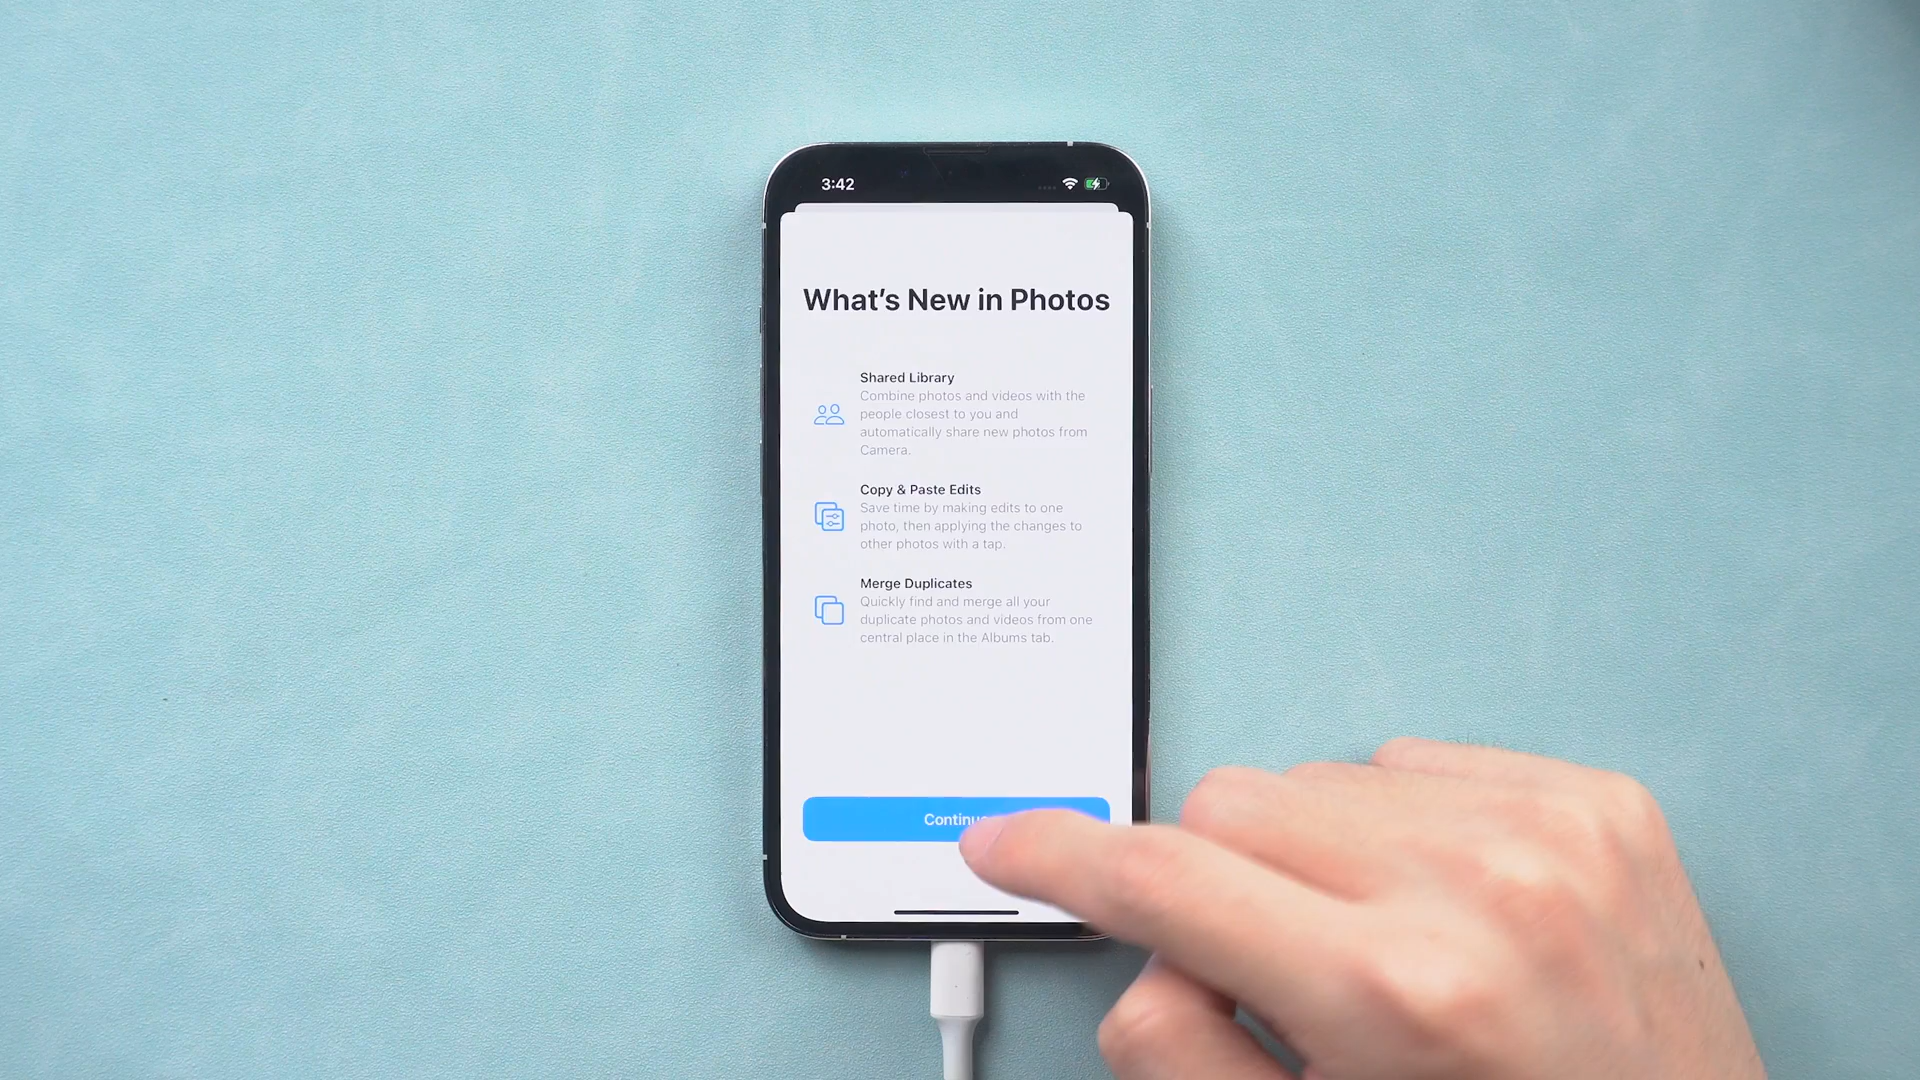 3:42
What's New in Photos
Shared Library
Combine photos and videos with the
people closest to you and
automatically share new photos from
Camera.
Copy & Paste Edits
Save time by making edits to one
photo, then applying the changes to
other photos with a tap.
Merge Duplicates
Quickly find and merge all your
duplicate photos and videos from one
central place in the Albums tab.
Continue